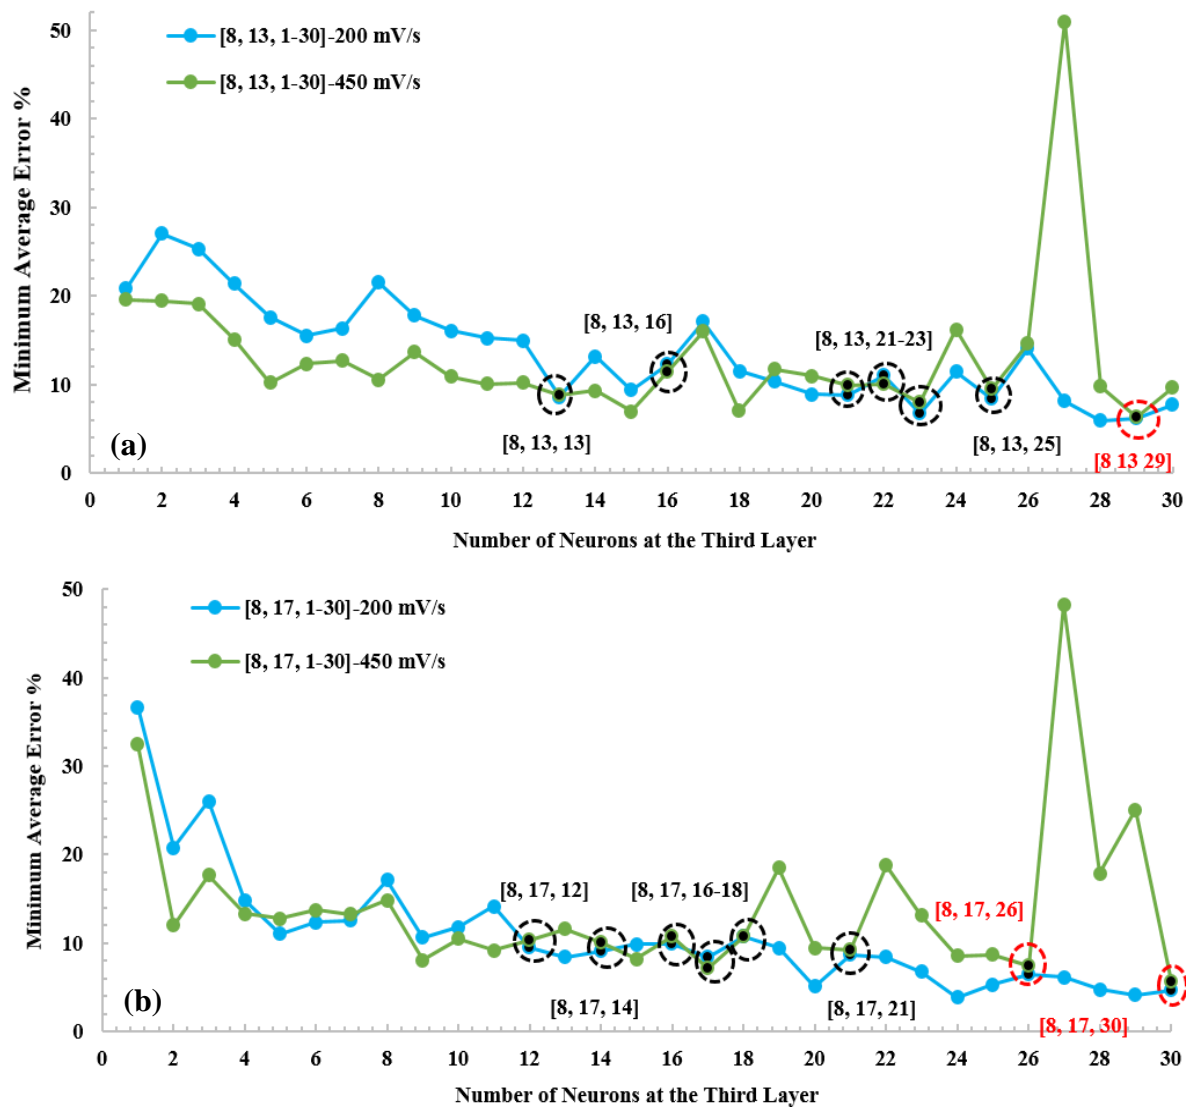 [8, 13, 1-30]-200 mV/s
[8, 13, 1-30]-450 mV/s
Minimum Average Error %
50
40
30
20
10
0
[8, 13, 16]
[8, 13, 21-23]
[8, 13, 13]
[8, 13, 25]
[8 13 29]
(a)
0 2 4 6 8 10 12 14 16 18 20 22 24 26 28 30
Number of Neurons at the Third Layer
[8, 17, 1-30]-200 mV/s
[8, 17, 1-30]-450 mV/s
Minimum Average Error %
50
40
30
20
10
0
[8, 17, 12]
[8, 17, 16-18]
[8, 17, 26]
[8, 17, 14]
[8, 17, 21]
[8, 17, 30]
(b)
0 2 4 6 8 10 12 14 16 18 20 22 24 26 28 30
Number of Neurons at the Third Layer